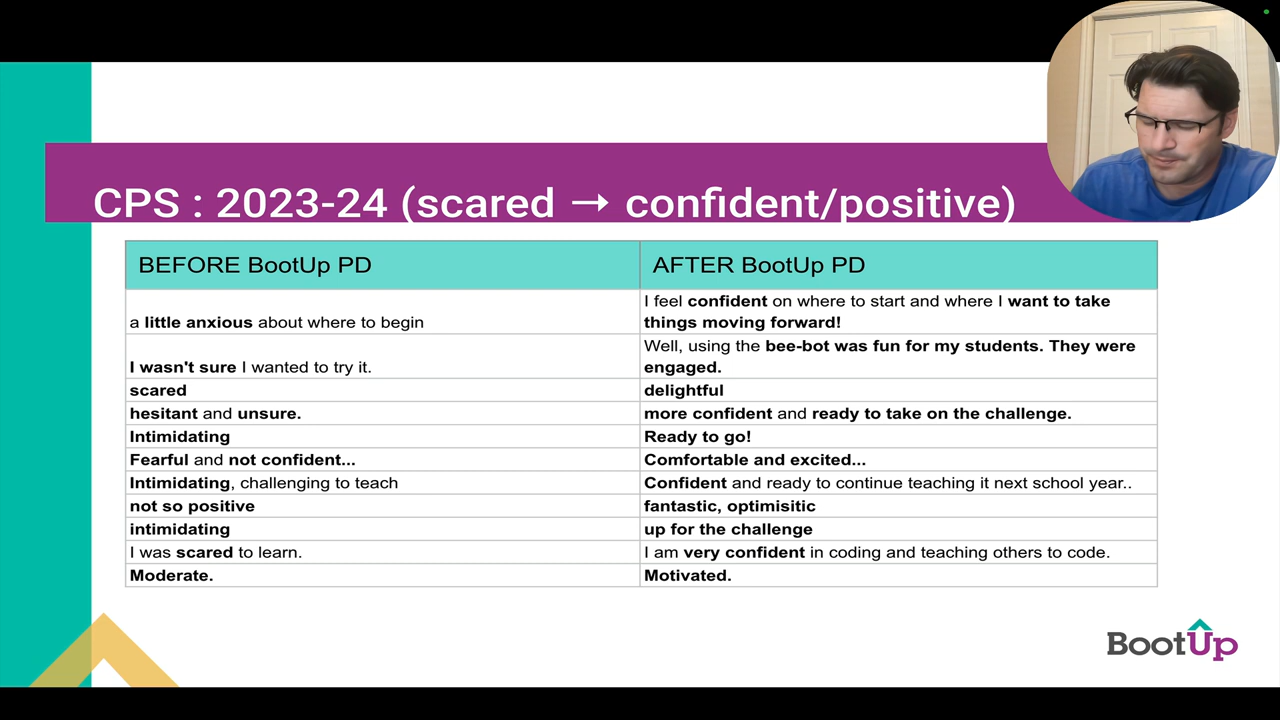 CPS : 2023-24 (scared → confident/positive)
BEFORE BootUp PD
AFTER BootUp PD
a little anxious about where to begin
I feel confident on where to start and where I want to take
things moving forward!
I wasn't sure I wanted to try it.
Well, using the bee-bot was fun for my students. They were
engaged.
scared
delightful
hesitant and unsure.
more confident and ready to take on the challenge.
Intimidating
Ready to go!
Fearful and not confident...
Comfortable and excited...
Intimidating, challenging to teach
Confident and ready to continue teaching it next school year..
not so positive
fantastic, optimisitic
intimidating
up for the challenge
I was scared to learn.
I am very confident in coding and teaching others to code.
Moderate.
Motivated.
BootUp